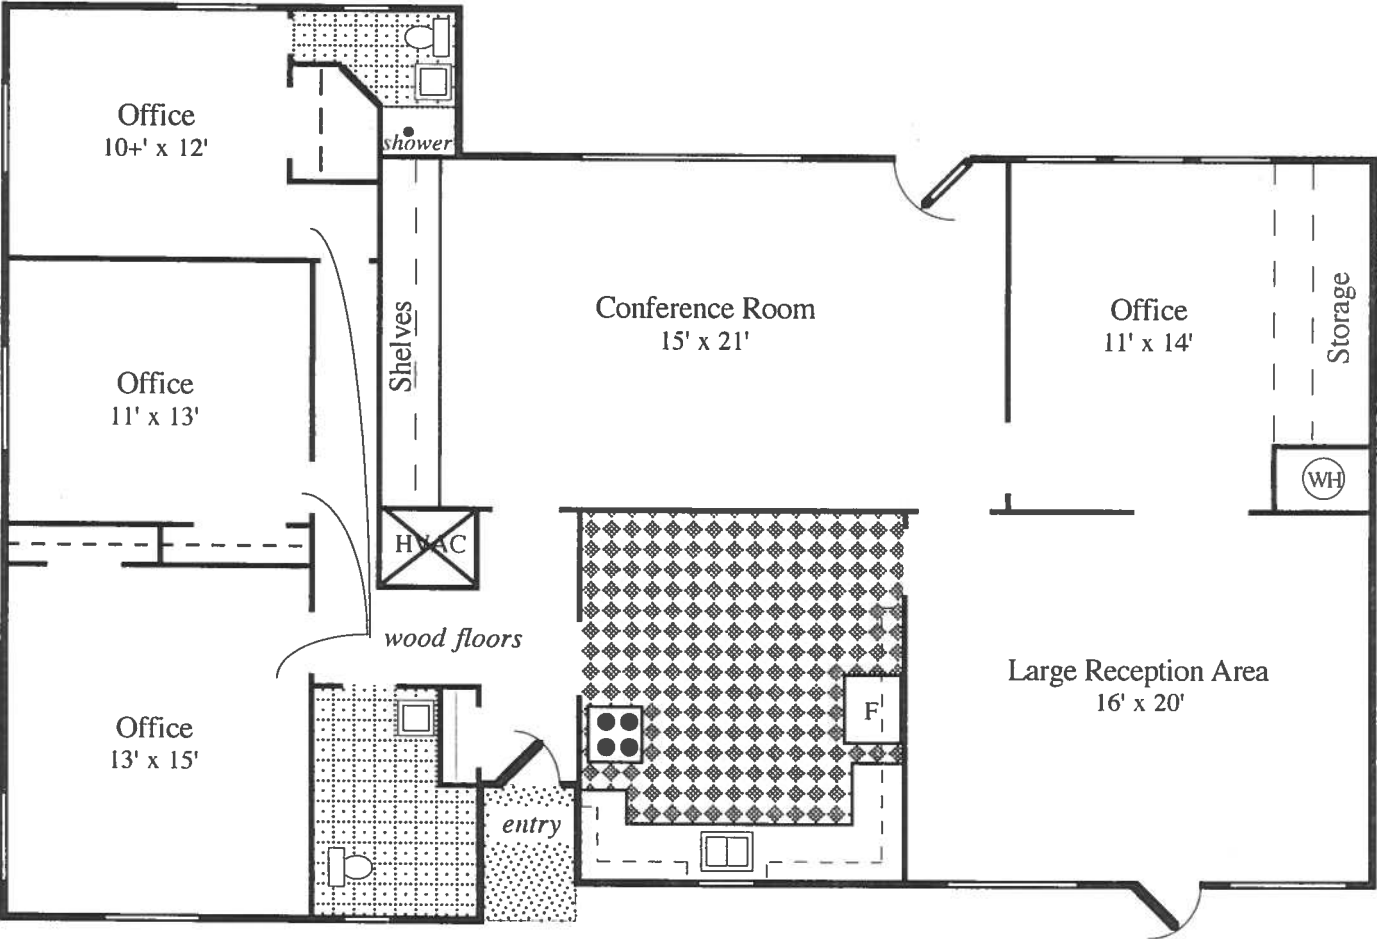 Office
10+' x 12'
shower
Shelves
Conference Room
15' x 21'
Office
11' x 14'
Storage
WH
Office
11' x 13'
HVAC
wood floors
Office
13' x 15'
entry
F
Large Reception Area
16' x 20'